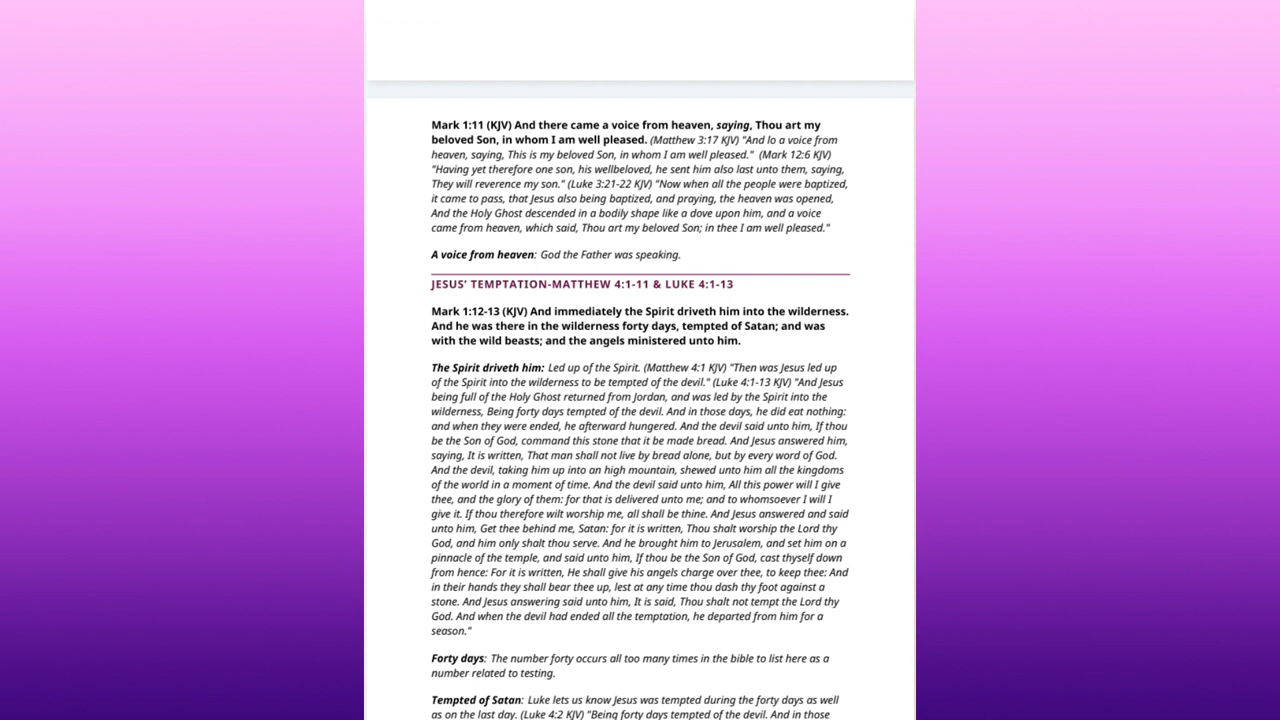 Mark 1:11 (KJV) And there came a voice from heaven, saying, Thou art my
beloved Son, in whom I am well pleased. (Matthew 3:17 KJV) "And lo a voice from
heaven, saying, This is my beloved Son, in whom I am well pleased." (Mark 12:6 KJV)
"Having yet therefore one son, his wellbeloved, he sent him also last unto them, saying,
They will reverence my son." (Luke 3:21-22 KJV) "Now when all the people were baptized,
it came to pass, that Jesus also being baptized, and praying, the heaven was opened,
And the Holy Ghost descended in a bodily shape like a dove upon him, and a voice
came from heaven, which said, Thou art my beloved Son; in thee I am well pleased."
A voice from heaven: God the Father was speaking.
JESUS' TEMPTATION-MATTHEW 4:1-11 & LUKE 4:1-13
Mark 1:12-13 (KJV) And immediately the Spirit driveth him into the wilderness.
And he was there in the wilderness forty days, tempted of Satan; and was
with the wild beasts; and the angels ministered unto him.
The Spirit driveth him: Led up of the Spirit. (Matthew 4:1 KJV) "Then was Jesus led up
of the Spirit into the wilderness to be tempted of the devil." (Luke 4:1-13 KJV) "And Jesus
being full of the Holy Ghost returned from Jordan, and was led by the Spirit into the
wilderness, Being forty days tempted of the devil. And in those days, he did eat nothing:
and when they were ended, he afterward hungered. And the devil said unto him, If thou
be the Son of God, command this stone that it be made bread. And Jesus answered him,
saying, It is written, That man shall not live by bread alone, but by every word of God.
And the devil, taking him up into an high mountain, shewed unto him all the kingdoms
of the world in a moment of time. And the devil said unto him, All this power will I give
thee, and the glory of them: for that is delivered unto me; and to whomsoever I will I
give it. If thou therefore wilt worship me, all shall be thine. And Jesus answered and said
unto him, Get thee behind me, Satan: for it is written, Thou shalt worship the Lord thy
God, and him only shalt thou serve. And he brought him to Jerusalem, and set him on a
pinnacle of the temple, and said unto him, If thou be the Son of God, cast thyself down
from hence: For it is written, He shall give his angels charge over thee, to keep thee: And
in their hands they shall bear thee up, lest at any time thou dash thy foot against a
stone. And Jesus answering said unto him, It is said, Thou shalt not tempt the Lord thy
God. And when the devil had ended all the temptation, he departed from him for a
season."
Forty days: The number forty occurs all too many times in the bible to list here as a
number related to testing.
Tempted of Satan: Luke lets us know Jesus was tempted during the forty days as well
as on the last day. (Luke 4:2 KJV) "Being forty days tempted of the devil. And in those